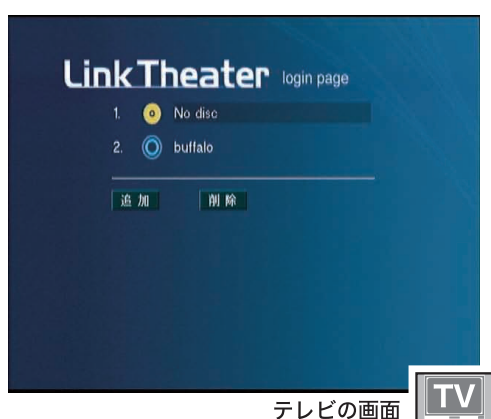 LinkTheater login page
1. No disc
2. buffalo
追加 削除
テレビの画面 TV